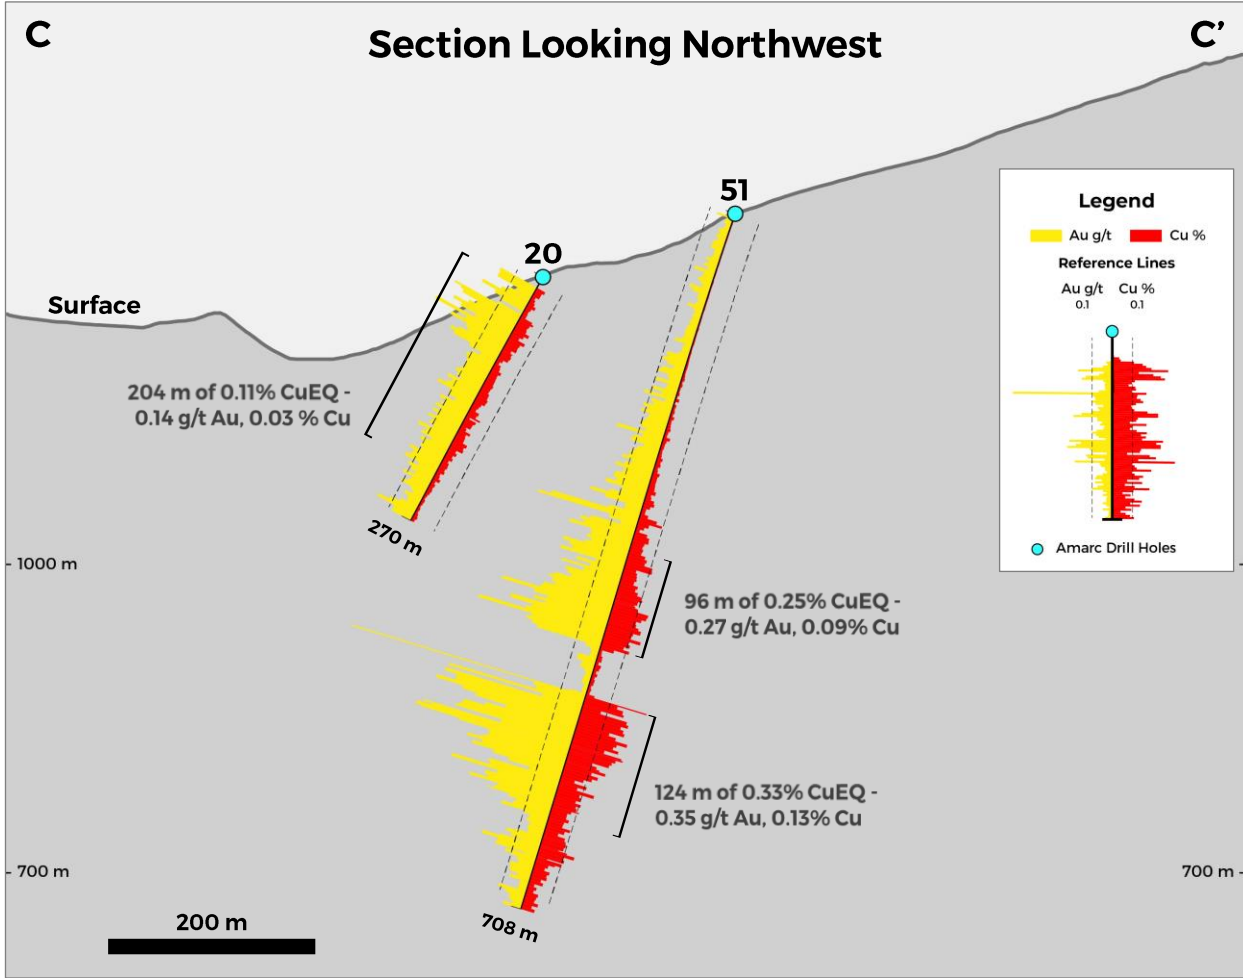 C
Section Looking Northwest
C'
51
20
Surface
204 m of 0.11% CuEQ -
0.14 g/t Au, 0.03 % Cu
270 m
- 1000 m
96 m of 0.25% CuEQ -
0.27 g/t Au, 0.09% Cu
124 m of 0.33% CuEQ -
0.35 g/t Au, 0.13% Cu
- 700 m
700 m -
708 m
200 m
Legend
Au g/t Cu %
Reference Lines
Au g/t Cu %
0.1 0.1
Amarc Drill Holes